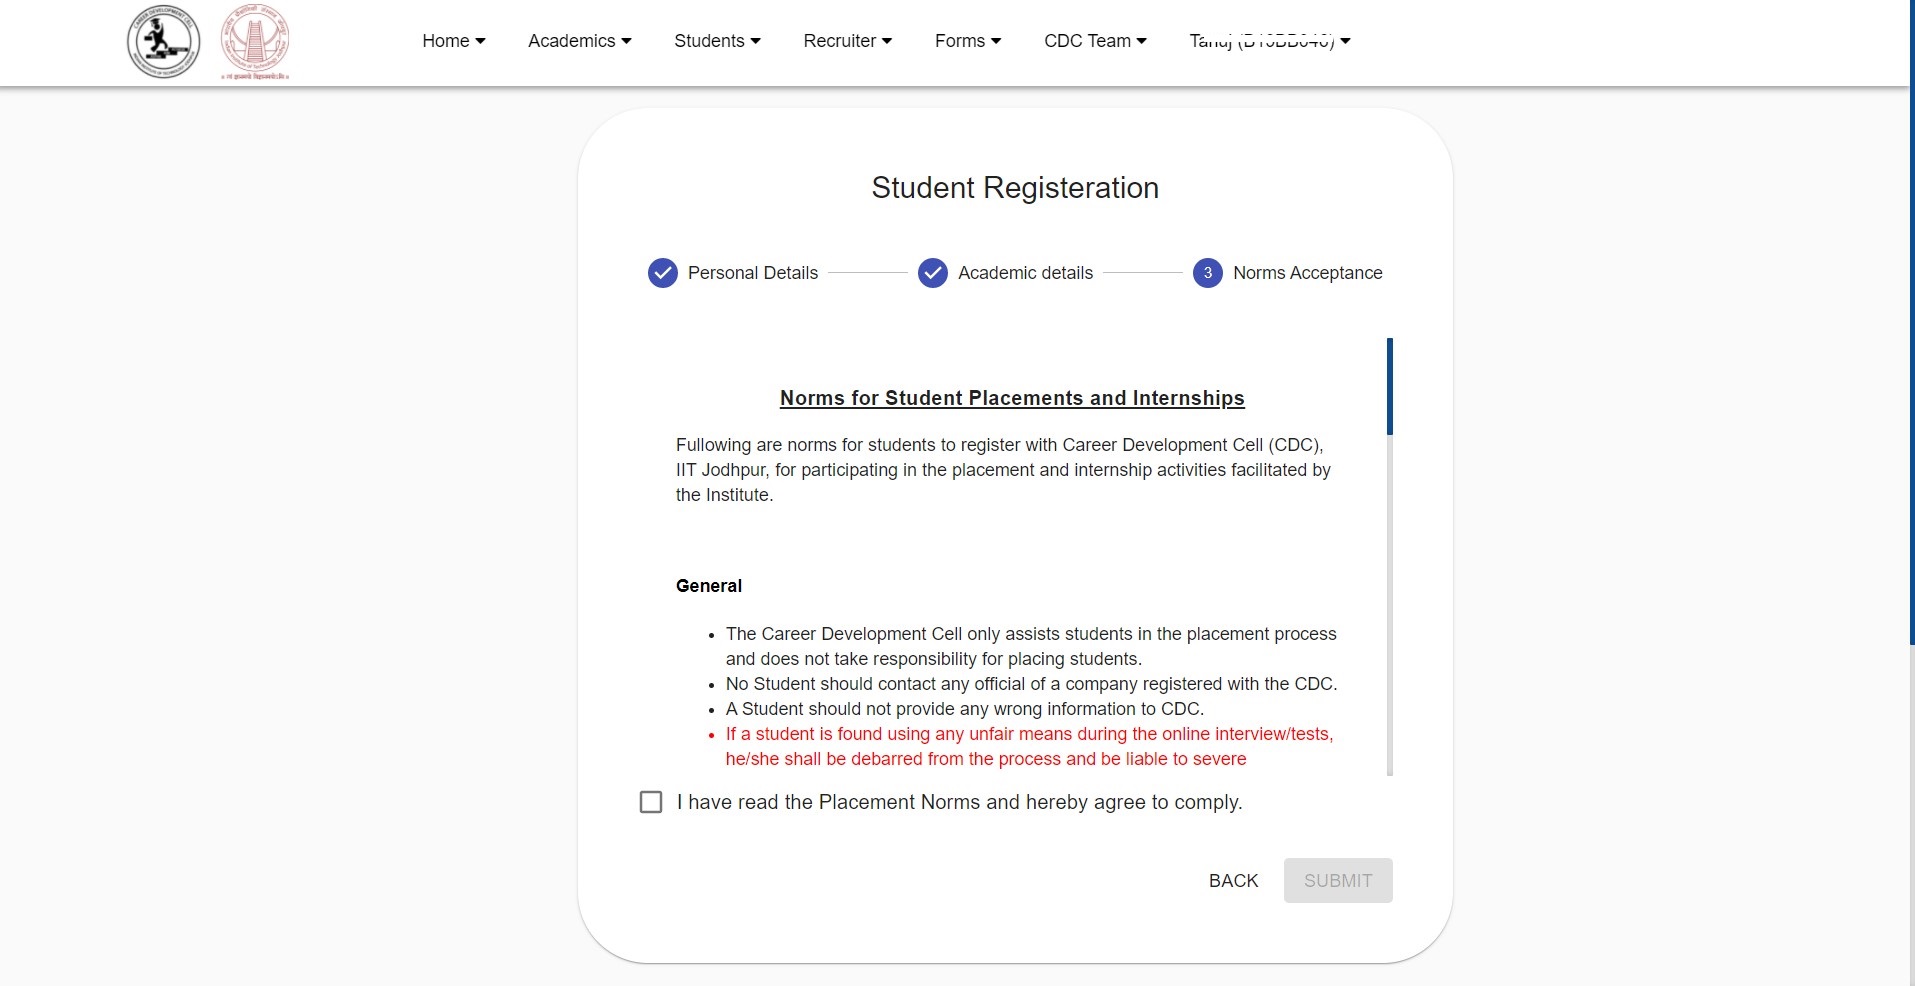 Home
Academics
Students
Recruiter
Forms
CDC Team
Student Registeration
Personal Details
Academic details
3 Norms Acceptance
Norms for Student Placements and Internships
Fullowing are norms for students to register with Career Development Cell (CDC),
IIT Jodhpur, for participating in the placement and internship activities facilitated by
the Institute.
General
• The Career Development Cell only assists students in the placement process
and does not take responsibility for placing students.
• No Student should contact any official of a company registered with the CDC.
• A Student should not provide any wrong information to CDC.
• If a student is found using any unfair means during the online interview/tests,
he/she shall be debarred from the process and be liable to severe
I have read the Placement Norms and hereby agree to comply.
BACK
SUBMIT